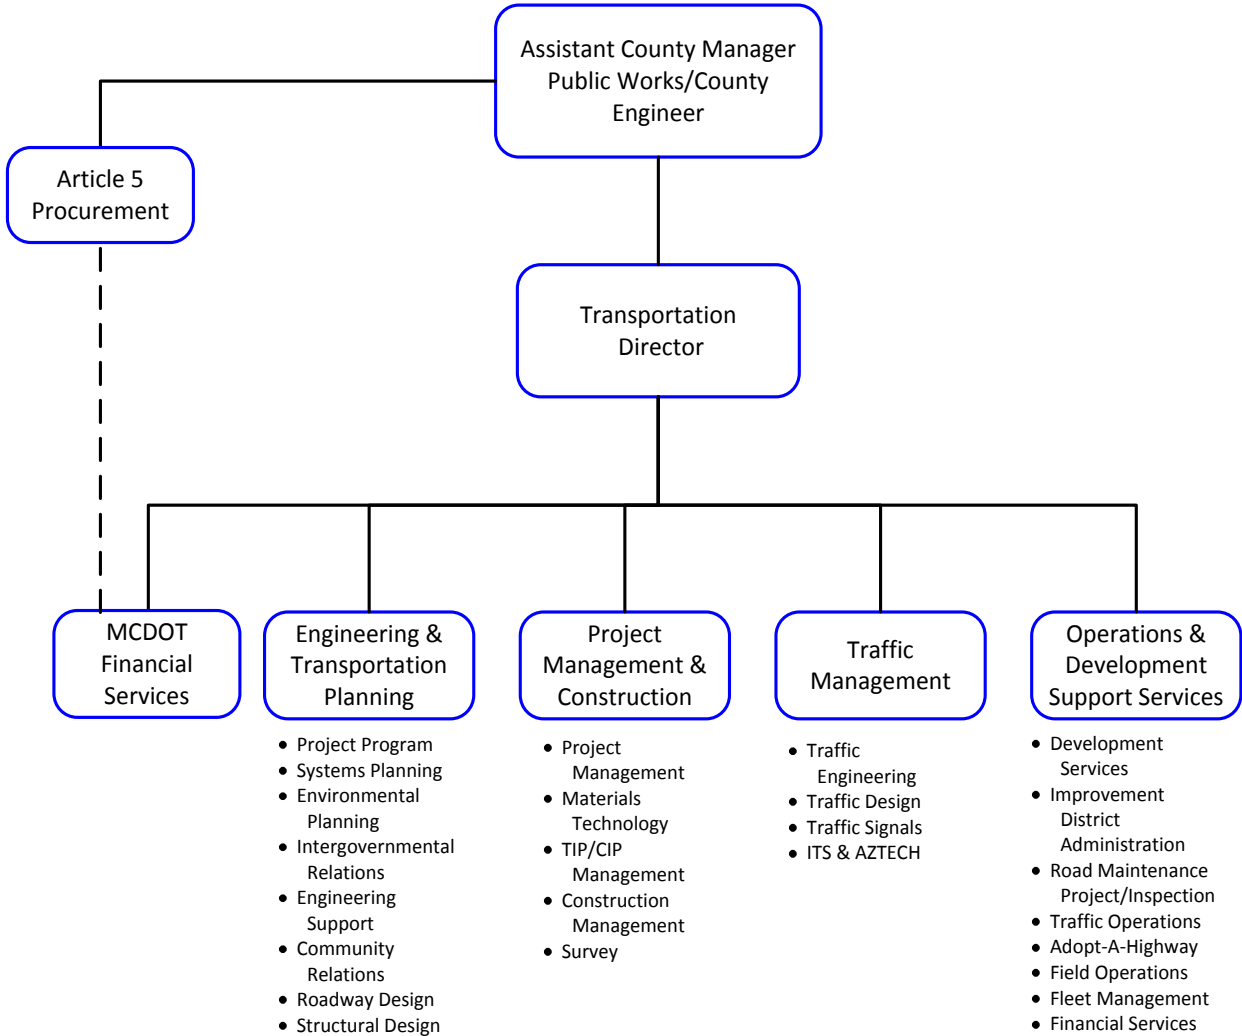 Assistant County Manager
Public Works/County
Engineer
Article 5
Procurement
Transportation
Director
MCDOT
Financial
Services
Engineering &
Transportation
Planning
• Project Program
• Systems Planning
• Environmental
Planning
• Intergovernmental
Relations
• Engineering
Support
• Community
Relations
• Roadway Design
• Structural Design
Project
Management &
Construction
• Project
Management
• Materials
Technology
• TIP/CIP
Management
• Construction
Management
• Survey
Traffic
Management
• Traffic
Engineering
• Traffic Design
• Traffic Signals
• ITS & AZTECH
Operations &
Development
Support Services
• Development
Services
• Improvement
District
Administration
• Road Maintenance
Project/Inspection
• Traffic Operations
• Adopt-A-Highway
• Field Operations
• Fleet Management
• Financial Services